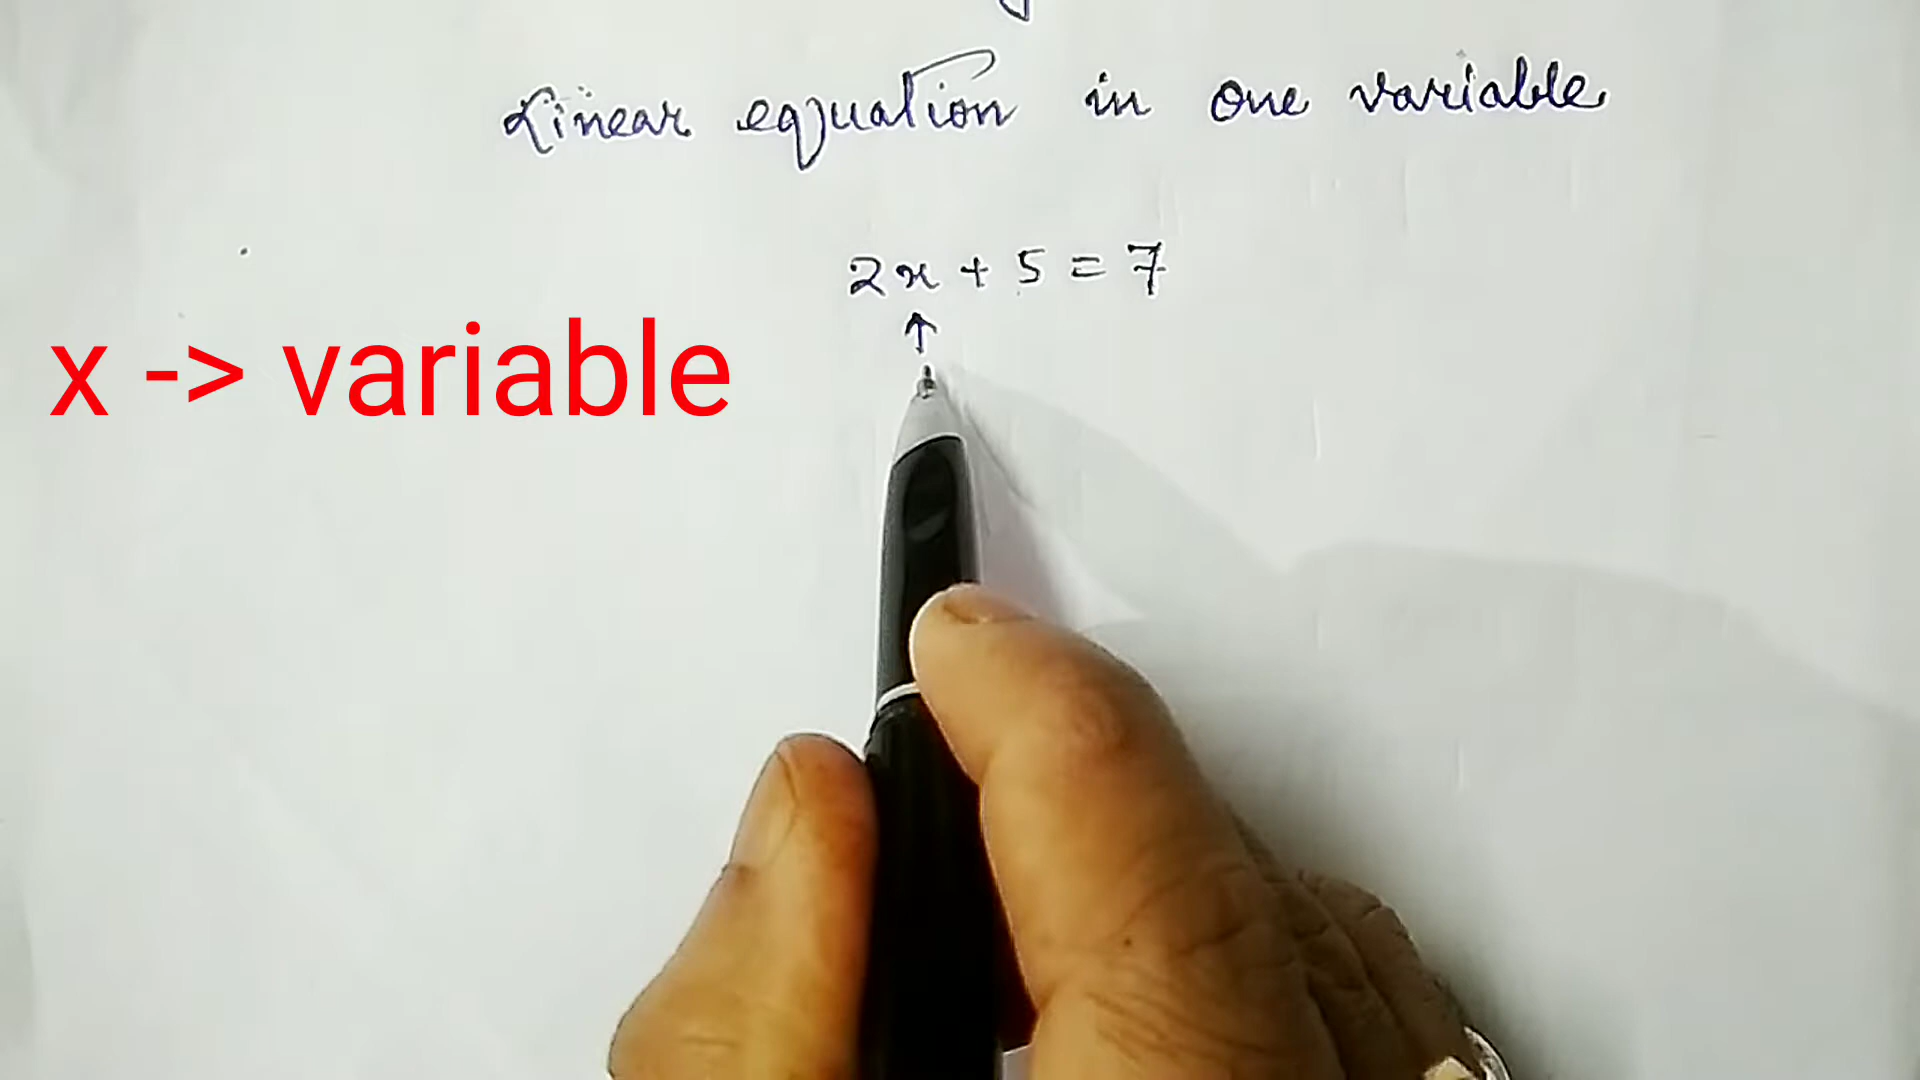 Linear equation in one variable
2x + 5 = 7
↑
x -> variable